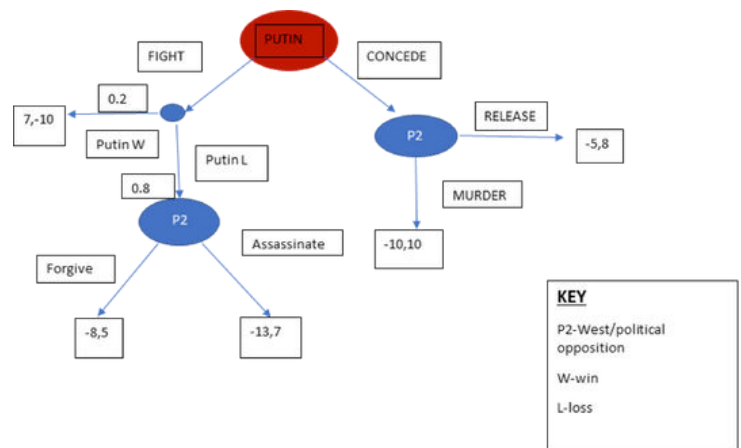 PUTIN
FIGHT
CONCEDE
0.2
7,-10
Putin W
Putin L
0.8
P2
RELEASE
-5,8
MURDER
-10,10
P2
Forgive
Assassinate
-8,5
-13,7
KEY
P2-West/political
opposition
W-win
L-loss